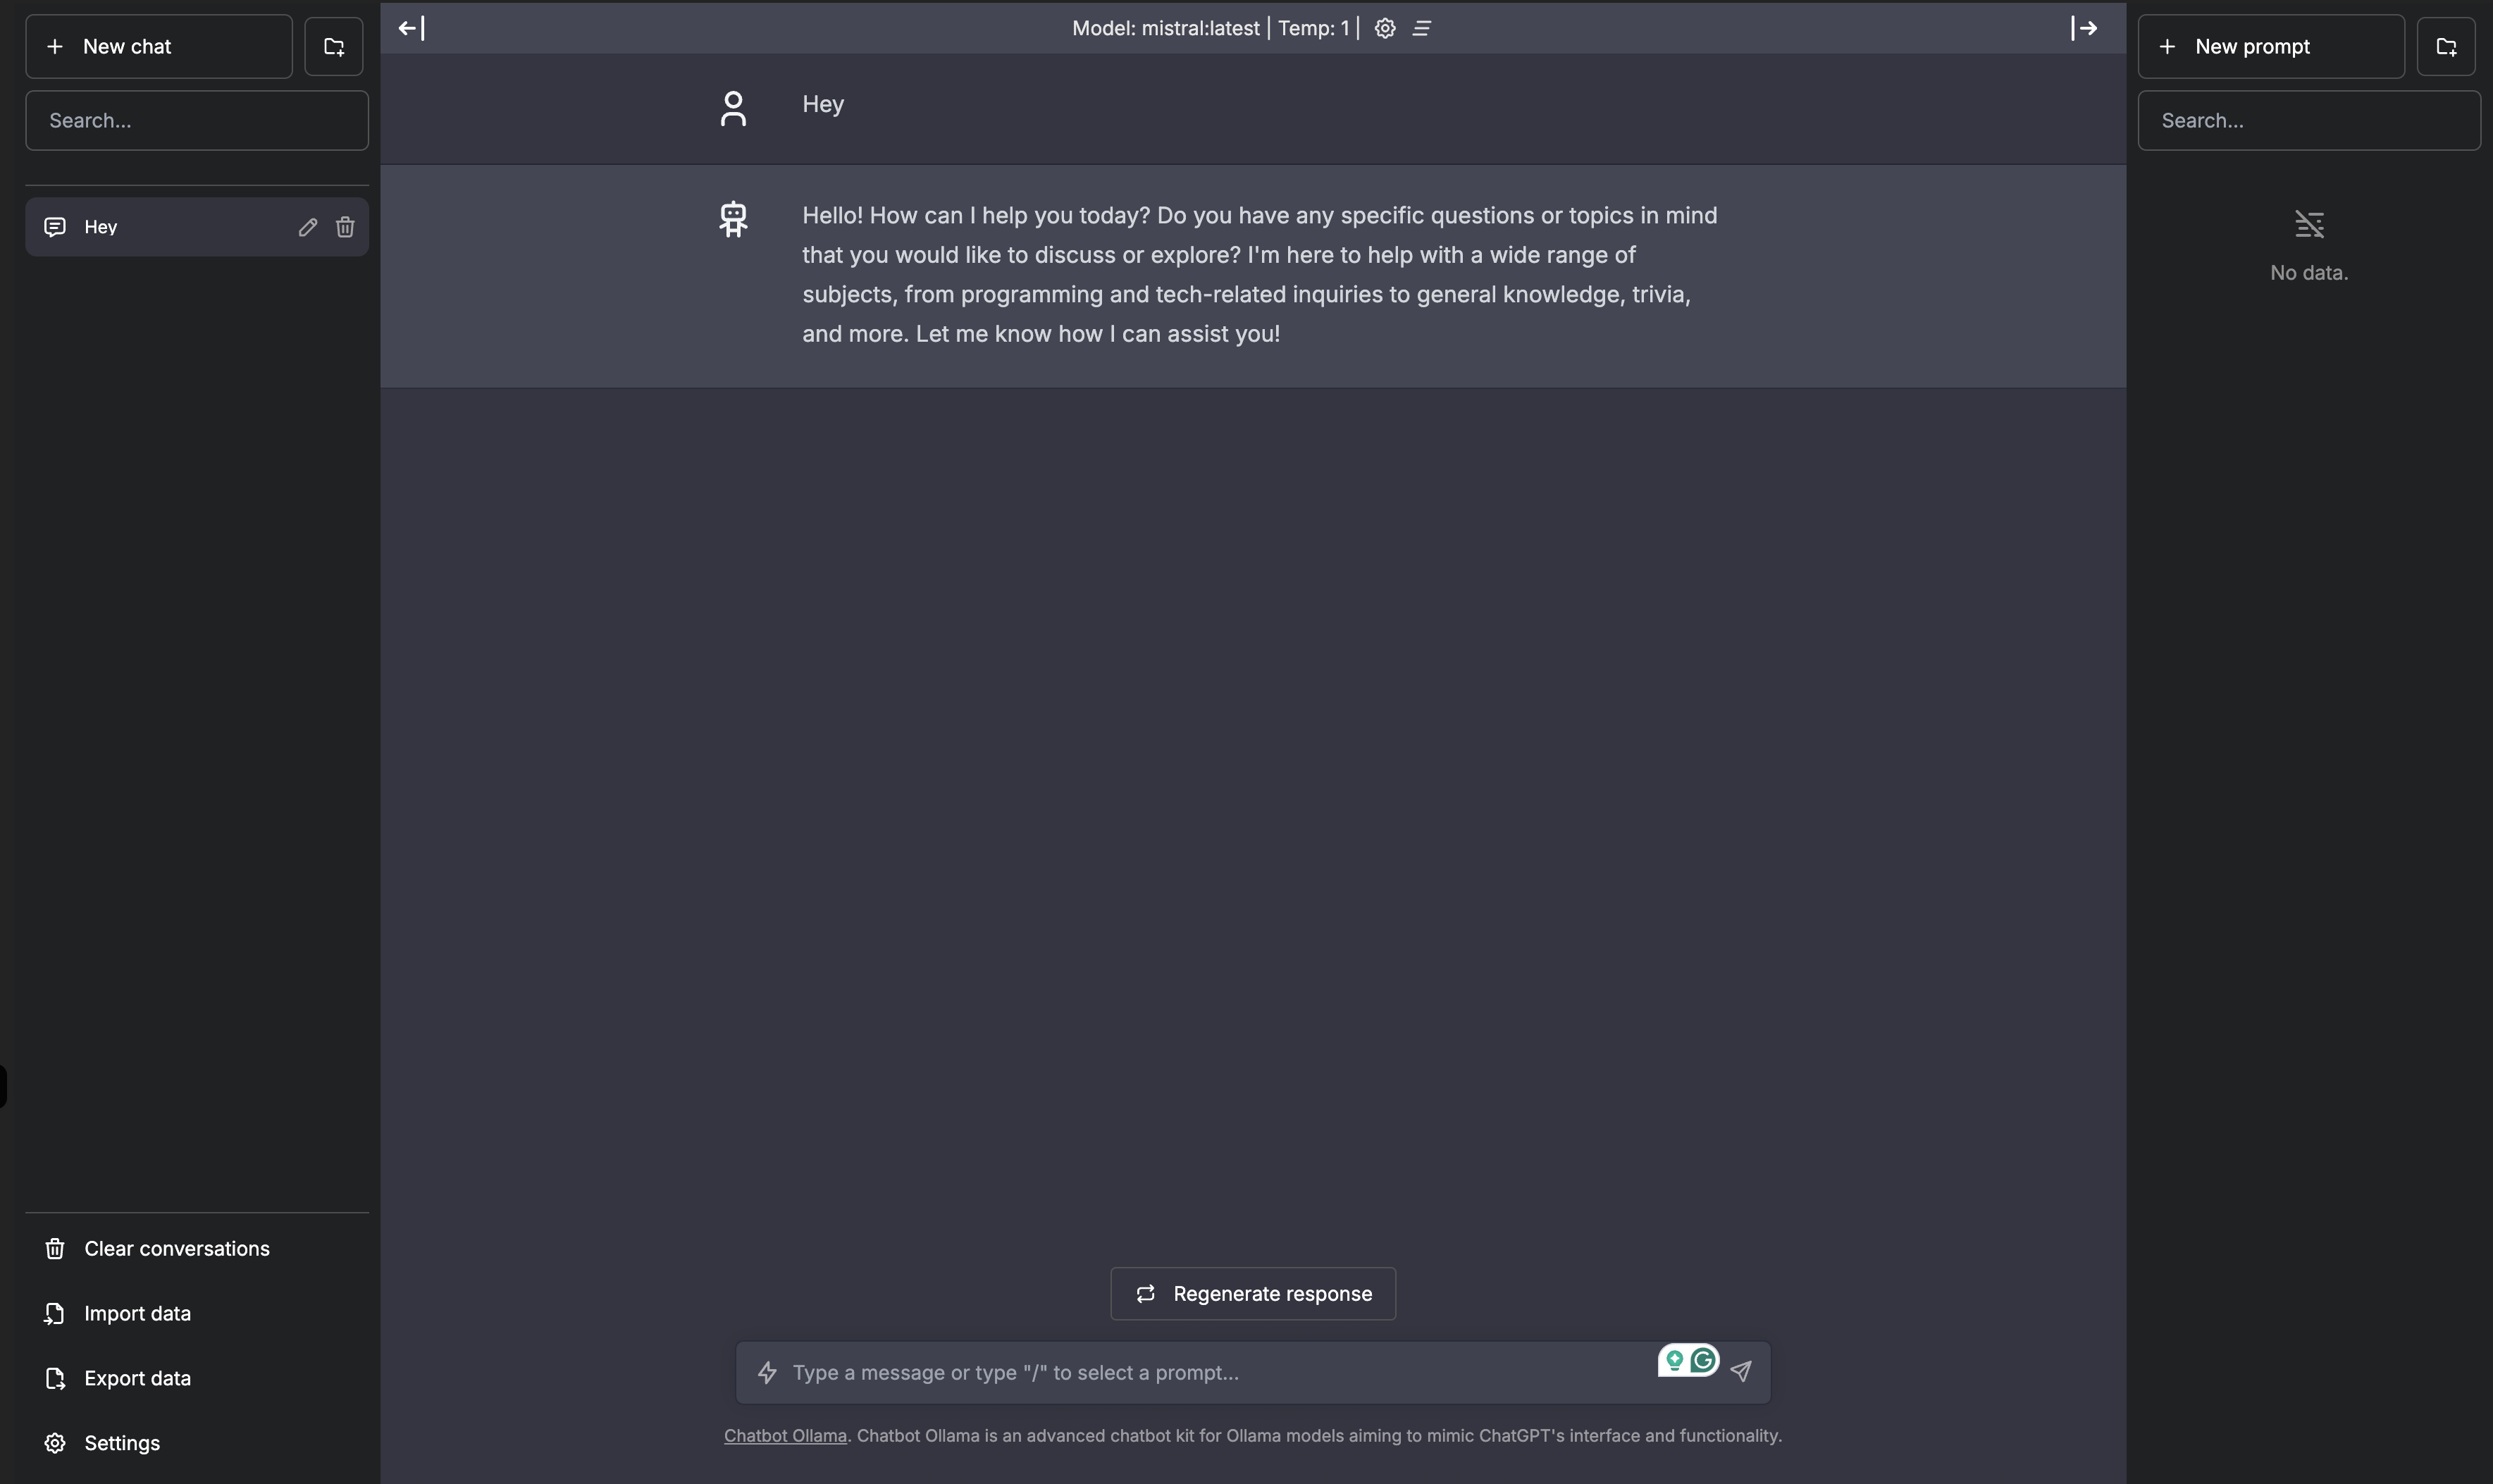 New chat
Search...
Hey
Clear conversations
Import data
Export data
Settings
Model: mistral:latest | Temp: 1 |
Hey
Hello! How can I help you today? Do you have any specific questions or topics in mind
that you would like to discuss or explore? I'm here to help with a wide range of
subjects, from programming and tech-related inquiries to general knowledge, trivia,
and more. Let me know how I can assist you!
Regenerate response
Type a message or type "/" to select a prompt...
Chatbot Ollama. Chatbot Ollama is an advanced chatbot kit for Ollama models aiming to mimic ChatGPT's interface and functionality.
New prompt
Search...
No data.